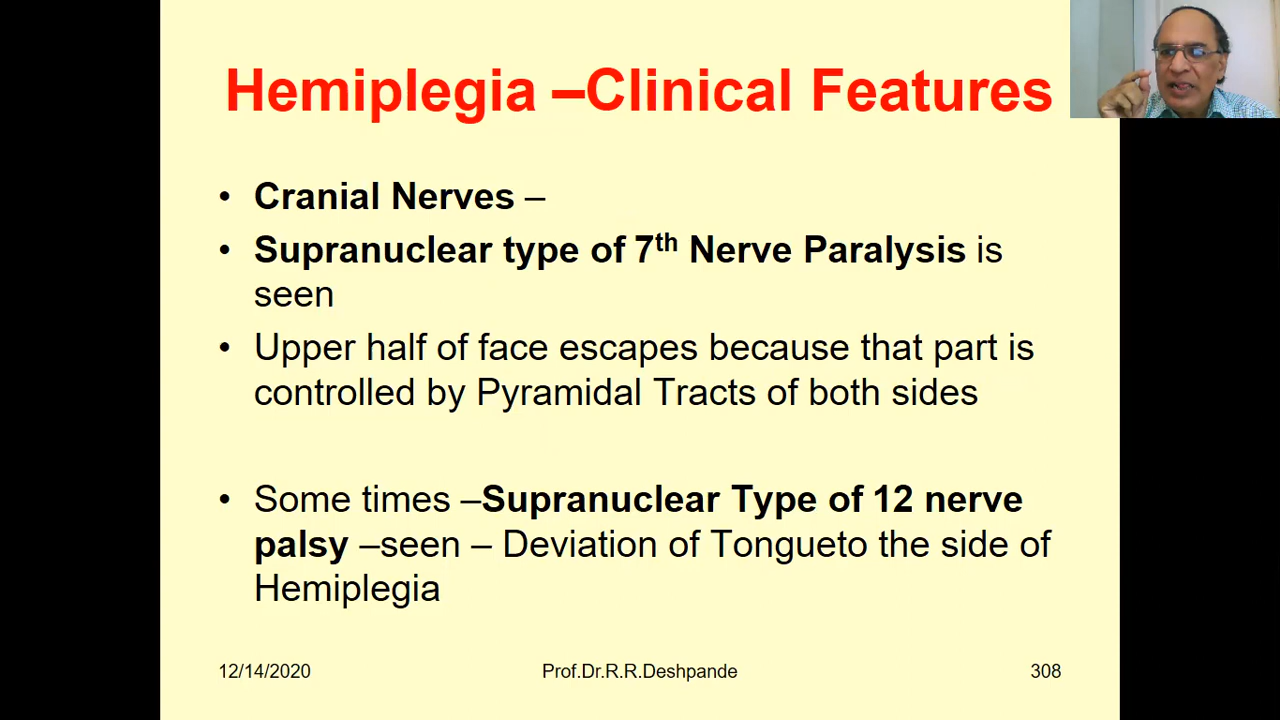 Hemiplegia –Clinical Features
• Cranial Nerves –
• Supranuclear type of 7th Nerve Paralysis is
seen
• Upper half of face escapes because that part is
controlled by Pyramidal Tracts of both sides
• Some times –Supranuclear Type of 12 nerve
palsy –seen – Deviation of Tongueto the side of
Hemiplegia
12/14/2020 Prof.Dr.R.R.Deshpande 308